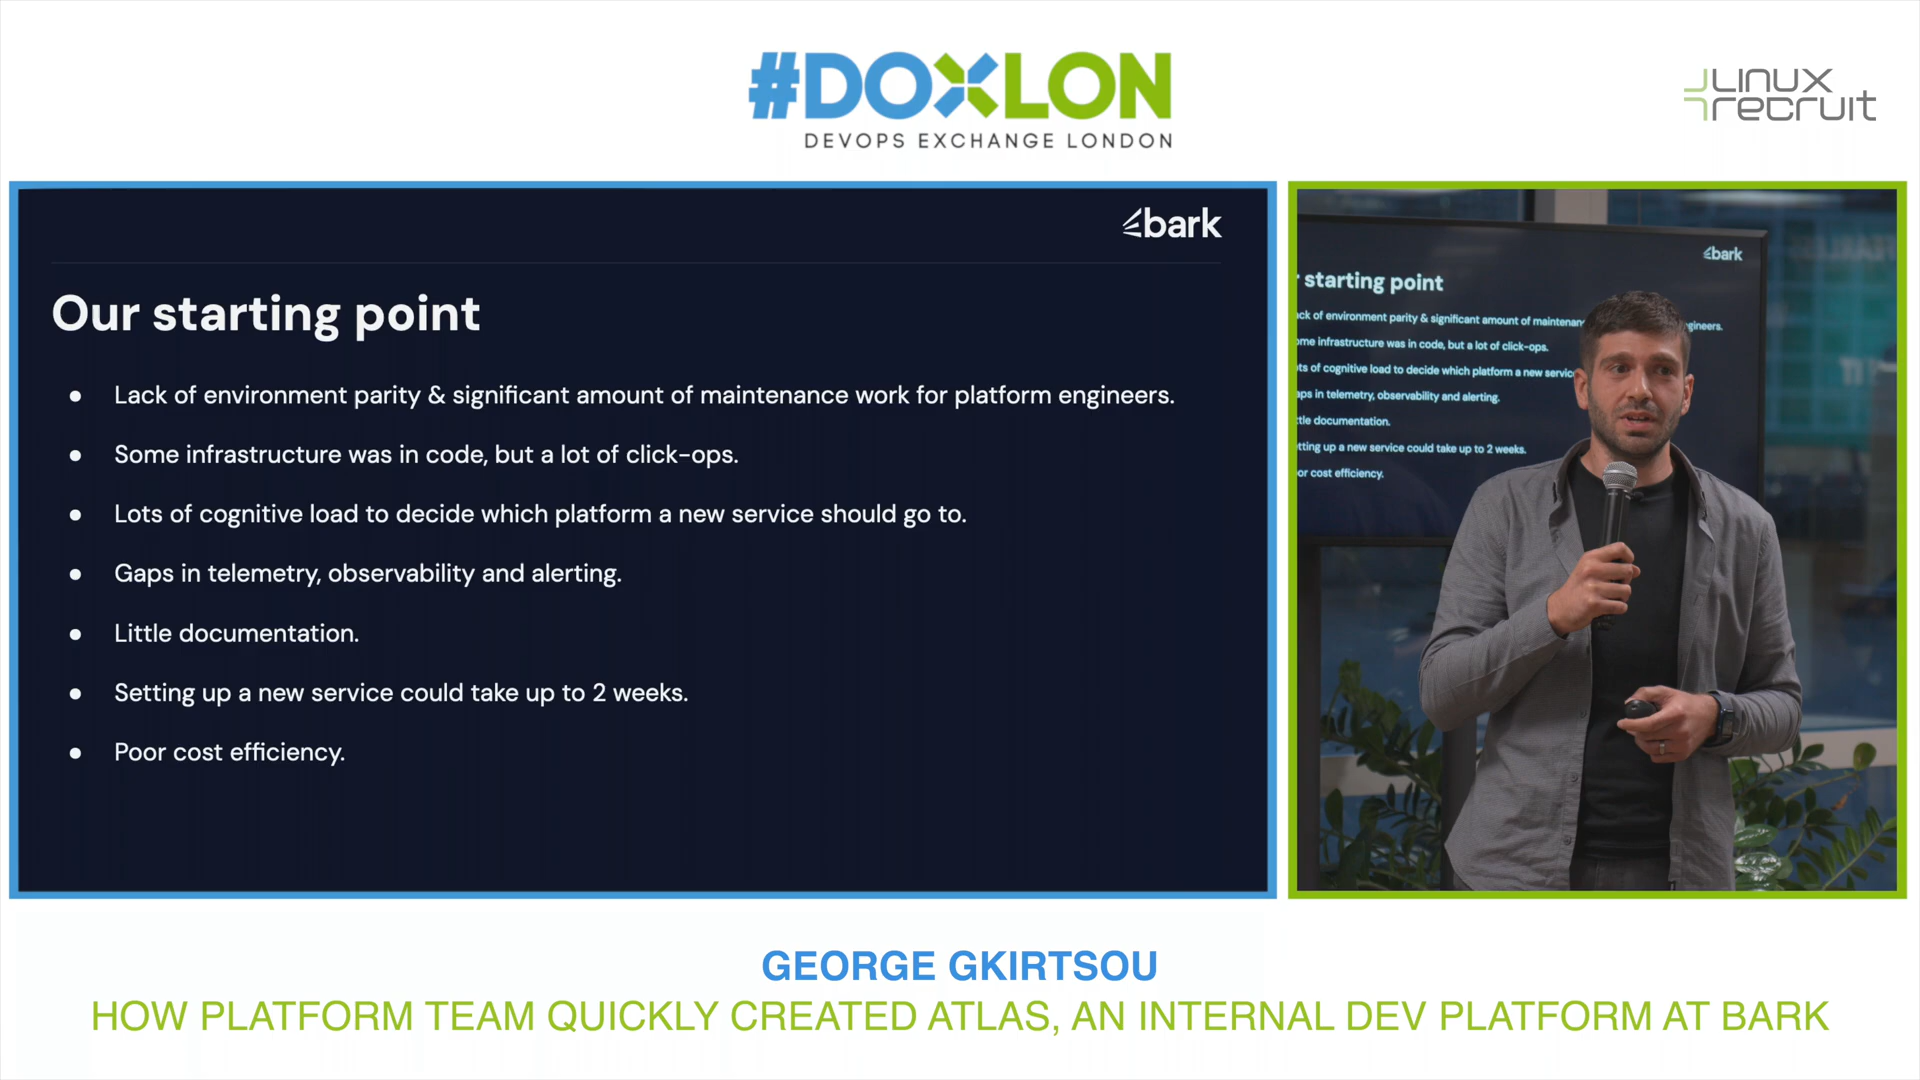 #DOXLON
DEVOPS EXCHANGE LONDON
LINUX
recruit
bark
Our starting point
• Lack of environment parity & significant amount of maintenance work for platform engineers.
• Some infrastructure was in code, but a lot of click-ops.
• Lots of cognitive load to decide which platform a new service should go to.
• Gaps in telemetry, observability and alerting.
• Little documentation.
• Setting up a new service could take up to 2 weeks.
• Poor cost efficiency.
bark
starting point
ck of environment parity & significant amount of maintenan gineers.
ome infrastructure was in code, but a lot of click-ops.
ts of cognitive load to decide which platform a new servic
aps in telemetry, observability and alerting.
tle documentation.
tting up a new service could take up to 2 weeks.
or cost efficiency.
GEORGE GKIRTSOU
HOW PLATFORM TEAM QUICKLY CREATED ATLAS, AN INTERNAL DEV PLATFORM AT BARK